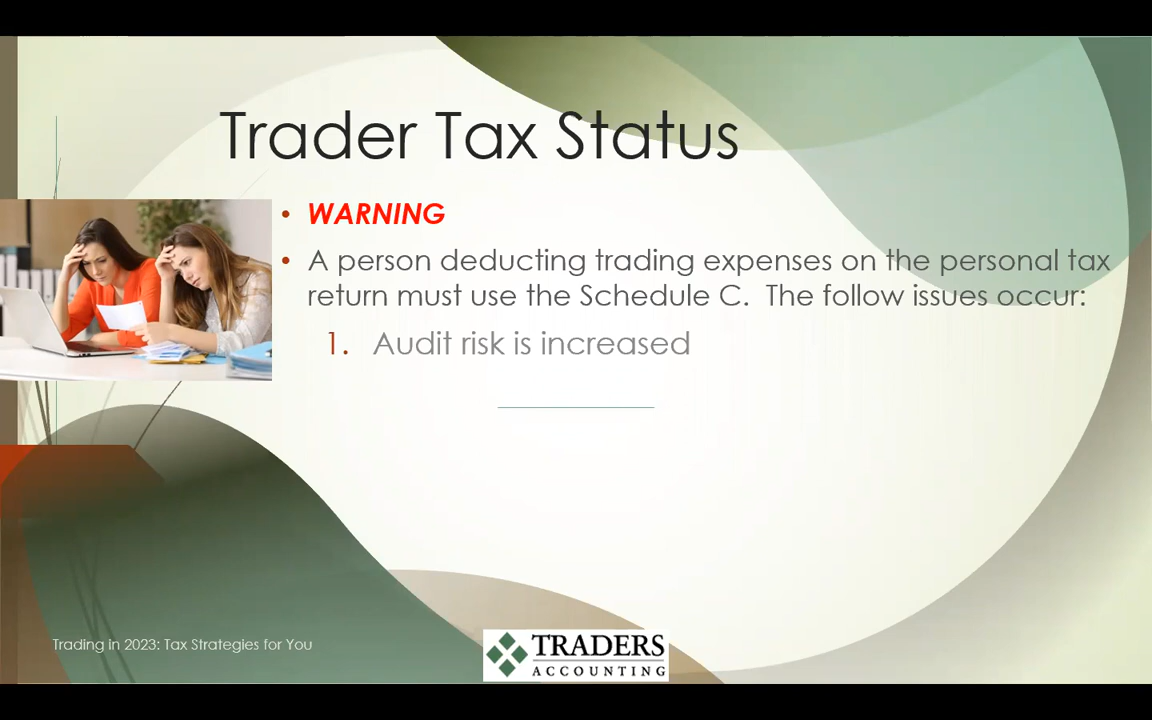 Trader Tax Status
• WARNING
• A person deducting trading expenses on the personal tax
return must use the Schedule C. The follow issues occur:
1. Audit risk is increased
Trading in 2023: Tax Strategies for You
TRADERS
ACCOUNTING